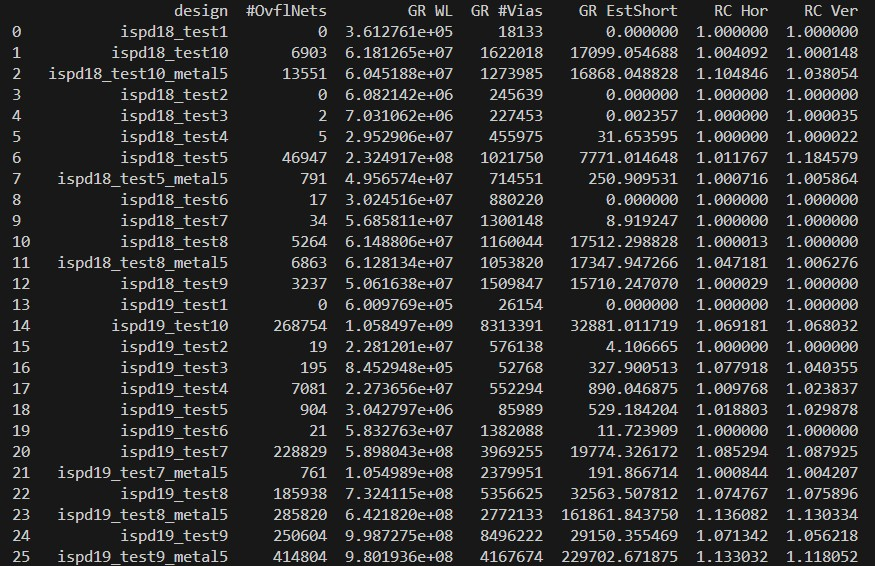 design #OvflNets GR WL GR #Vias GR EstShort RC Hor RC Ver
0 ispd18_test1 0 3.612761e+05 18133 0.000000 1.000000 1.000000
1 ispd18_test10 6903 6.181265e+07 1622018 17099.054688 1.004092 1.000148
2 ispd18_test10_metal5 13551 6.045188e+07 1273985 16868.048828 1.104846 1.038054
3 ispd18_test2 0 6.082142e+06 245639 0.000000 1.000000 1.000000
4 ispd18_test3 2 7.031062e+06 227453 0.002357 1.000000 1.000035
5 ispd18_test4 5 2.952906e+07 455975 31.653595 1.000000 1.000022
6 ispd18_test5 46947 2.324917e+08 1021750 7771.014648 1.011767 1.184579
7 ispd18_test5_metal5 791 4.956574e+07 714551 250.909531 1.000716 1.005864
8 ispd18_test6 17 3.024516e+07 880220 0.000000 1.000000 1.000000
9 ispd18_test7 34 5.685811e+07 1300148 8.919247 1.000000 1.000000
10 ispd18_test8 5264 6.148806e+07 1160044 17512.298828 1.000013 1.000000
11 ispd18_test8_metal5 6863 6.128134e+07 1053820 17347.947266 1.047181 1.006276
12 ispd18_test9 3237 5.061638e+07 1509847 15710.247070 1.000029 1.000000
13 ispd19_test1 0 6.009769e+05 26154 0.000000 1.000000 1.000000
14 ispd19_test10 268754 1.058497e+09 8313391 32881.011719 1.069181 1.068032
15 ispd19_test2 19 2.281201e+07 576138 4.106665 1.000000 1.000000
16 ispd19_test3 195 8.452948e+05 52768 327.900513 1.077918 1.040355
17 ispd19_test4 7081 2.273656e+07 552294 890.046875 1.009768 1.023837
18 ispd19_test5 904 3.042797e+06 85989 529.184204 1.018803 1.029878
19 ispd19_test6 21 5.832763e+07 1382088 11.723909 1.000000 1.000000
20 ispd19_test7 228829 5.898043e+08 3969255 19774.326172 1.085294 1.087925
21 ispd19_test7_metal5 761 1.054989e+08 2379951 191.866714 1.000844 1.004207
22 ispd19_test8 185938 7.324115e+08 5356625 32563.507812 1.074767 1.075896
23 ispd19_test8_metal5 285820 6.421820e+08 2772133 161861.843750 1.136082 1.130334
24 ispd19_test9 250604 9.987275e+08 8496222 29150.355469 1.071342 1.056218
25 ispd19_test9_metal5 414804 9.801936e+08 4167674 229702.671875 1.133032 1.118052